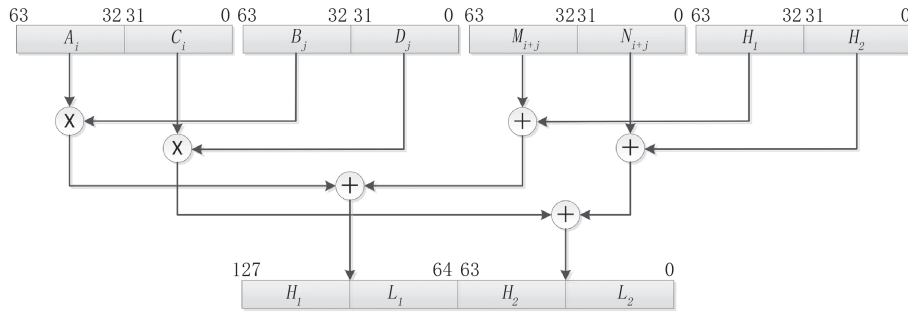 63 32 31 0 63 32 31 0 63 32 31 0 63 32 31 0
A_i C_i B_j D_j M_{i+j} N_{i+j} H_1 H_2
X + 
X +
+
+
127 64 63 0
H_1 L_1 H_2 L_2